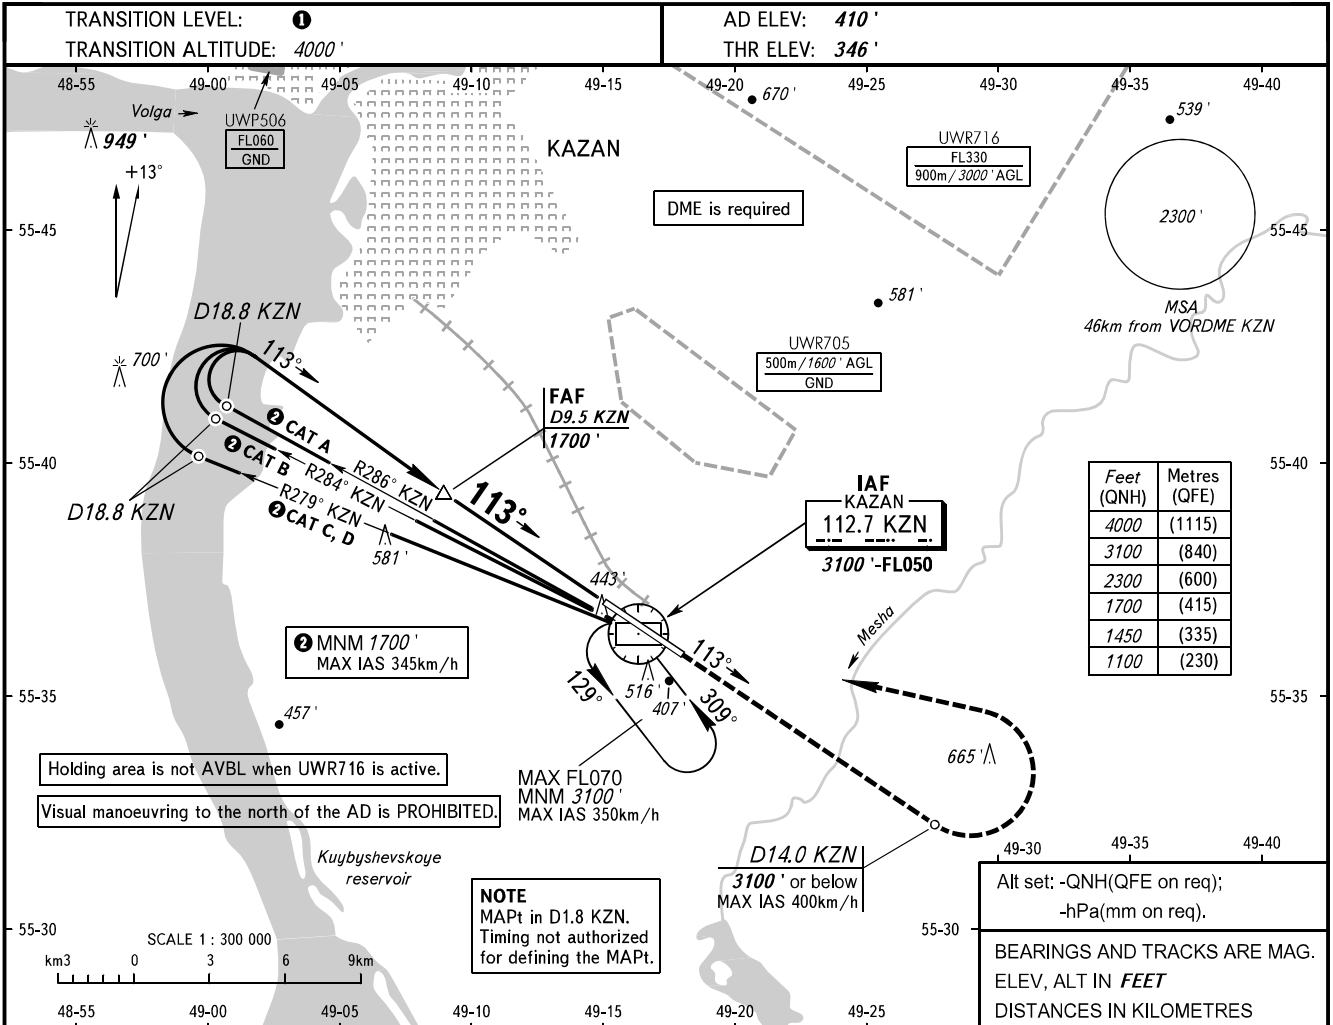 TRANSITION LEVEL: ❶
TRANSITION ALTITUDE: 4000'
AD ELEV: 410'
THR ELEV: 346'
48-55 49-00 49-05 49-10 49-15 49-20 49-25 49-30 49-35 49-40
Volga
949'
+13°
UWP506
FL060
GND
KAZAN
670'
539'
UWR716
FL330
900m/3000' AGL
DME is required
2300'
55-45
55-45
MSA
46km from VORDME KZN
581'
D18.8 KZN
700'
113°
UWR705
500m/1600' AGL
GND
FAF
D9.5 KZN
1700'
❷ CAT A
❷ CAT B
R286° KZN
R284° KZN
R279° KZN
❷ CAT C, D
D18.8 KZN
55-40
55-40
113°
581'
IAF
KAZAN
112.7 KZN
3100'-FL050
Feet (QNH) Metres (QFE)
4000 (1115)
3100 (840)
2300 (600)
1700 (415)
1450 (335)
1100 (230)
443'
Mesha
❷ MNM 1700'
MAX IAS 345km/h
113°
129°
309°
516'
407'
55-35
55-35
457'
665'
Holding area is not AVBL when UWR716 is active.
Visual manoeuvring to the north of the AD is PROHIBITED.
MAX FL070
MNM 3100'
MAX IAS 350km/h
Kuybyshevskoye
reservoir
D14.0 KZN
3100' or below
MAX IAS 400km/h
49-30 49-35 49-40
NOTE
MAPt in D1.8 KZN.
Timing not authorized
for defining the MAPt.
Alt set: -QNH(QFE on req);
-hPa(mm on req).
55-30
55-30
SCALE 1 : 300 000
km3 0 3 6 9km
BEARINGS AND TRACKS ARE MAG.
ELEV, ALT IN FEET
DISTANCES IN KILOMETRES
48-55 49-00 49-05 49-10 49-15 49-20 49-25